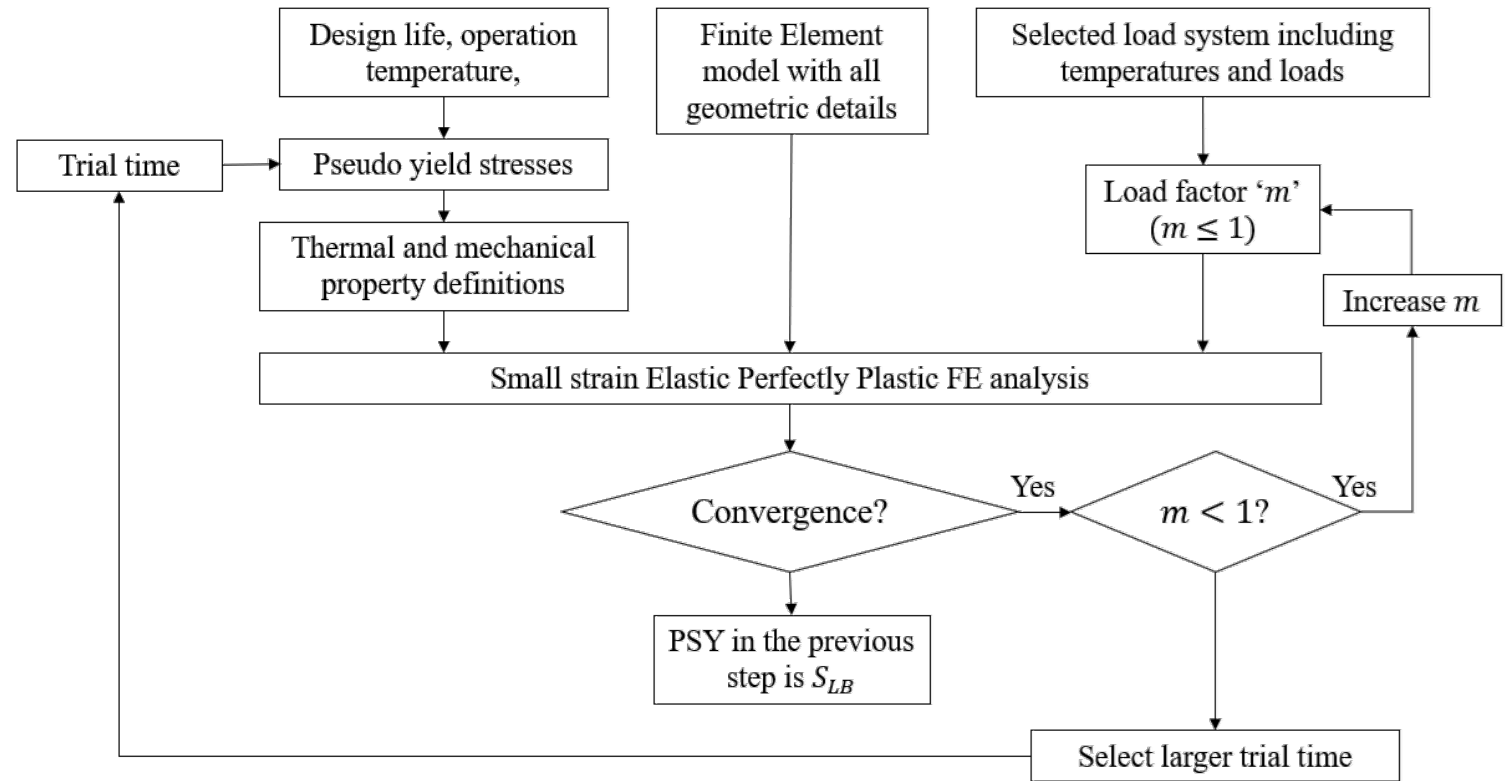 Design life, operation
temperature,
Finite Element
model with all
geometric details
Selected load system including
temperatures and loads
Trial time
Pseudo yield stresses
Load factor ‘m’
(m ≤ 1)
Thermal and mechanical
property definitions
Increase m
Small strain Elastic Perfectly Plastic FE analysis
Convergence?
Yes
m < 1?
Yes
PSY in the previous
step is S_LB
Select larger trial time